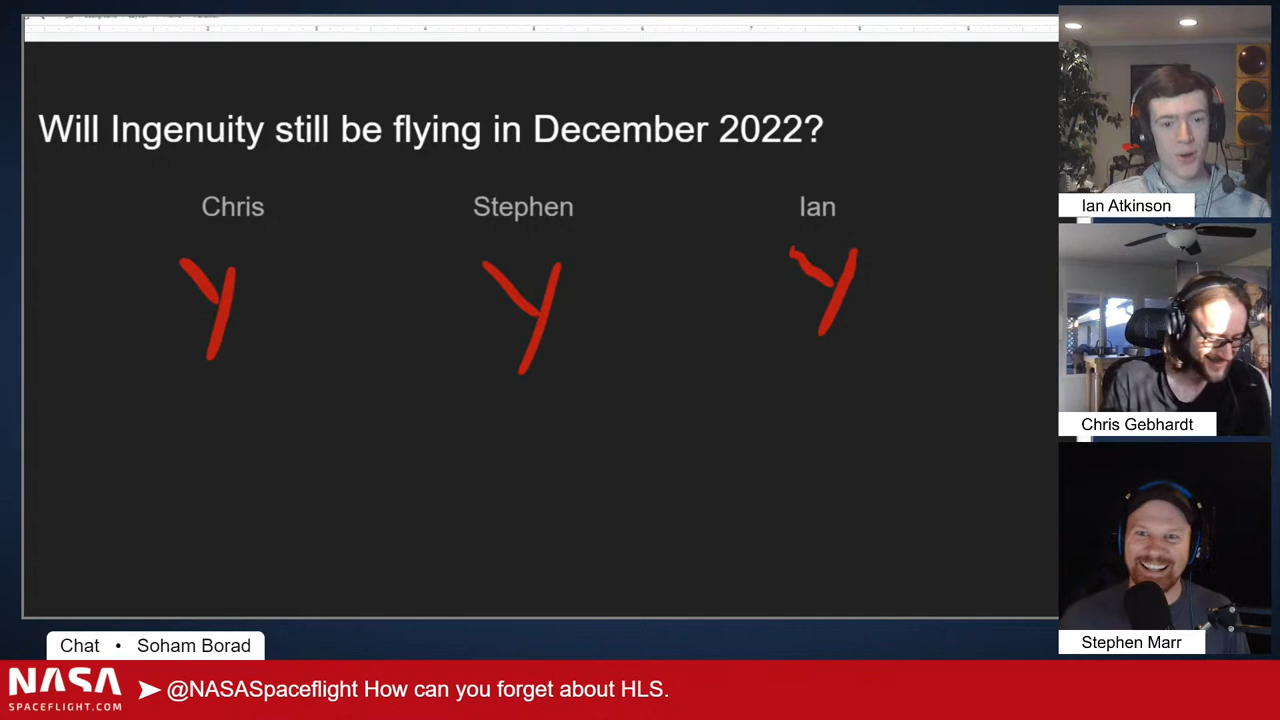 Will Ingenuity still be flying in December 2022?
Chris Stephen Ian
Y Y Y
Ian Atkinson
Chris Gebhardt
Stephen Marr
Chat • Soham Borad
NASA
SPACEFLIGHT.COM
➤ @NASASpaceflight How can you forget about HLS.